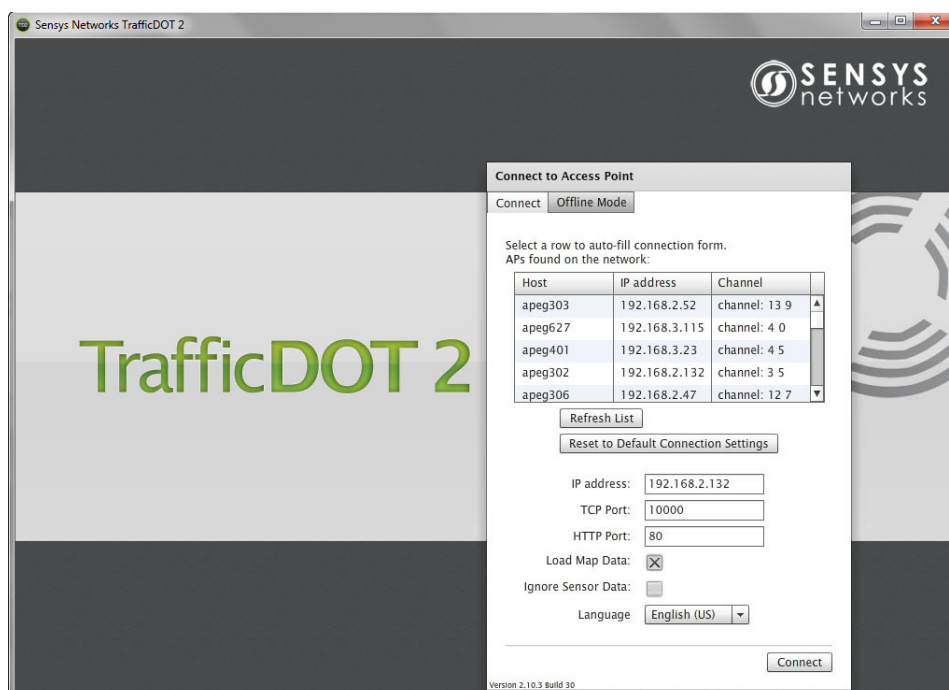 Sensys Networks TrafficDOT 2
SENSYS
networks
TrafficDOT 2
Connect to Access Point
Connect Offline Mode
Select a row to auto-fill connection form.
APs found on the network:
Host IP address Channel
apeg303 192.168.2.52 channel: 13 9
apeg627 192.168.3.115 channel: 4 0
apeg401 192.168.3.23 channel: 4 5
apeg302 192.168.2.132 channel: 3 5
apeg306 192.168.2.47 channel: 12 7
Refresh List
Reset to Default Connection Settings
IP address: 192.168.2.132
TCP Port: 10000
HTTP Port: 80
Load Map Data:
Ignore Sensor Data:
Language English (US)
Connect
Version 2.10.3 Build 30